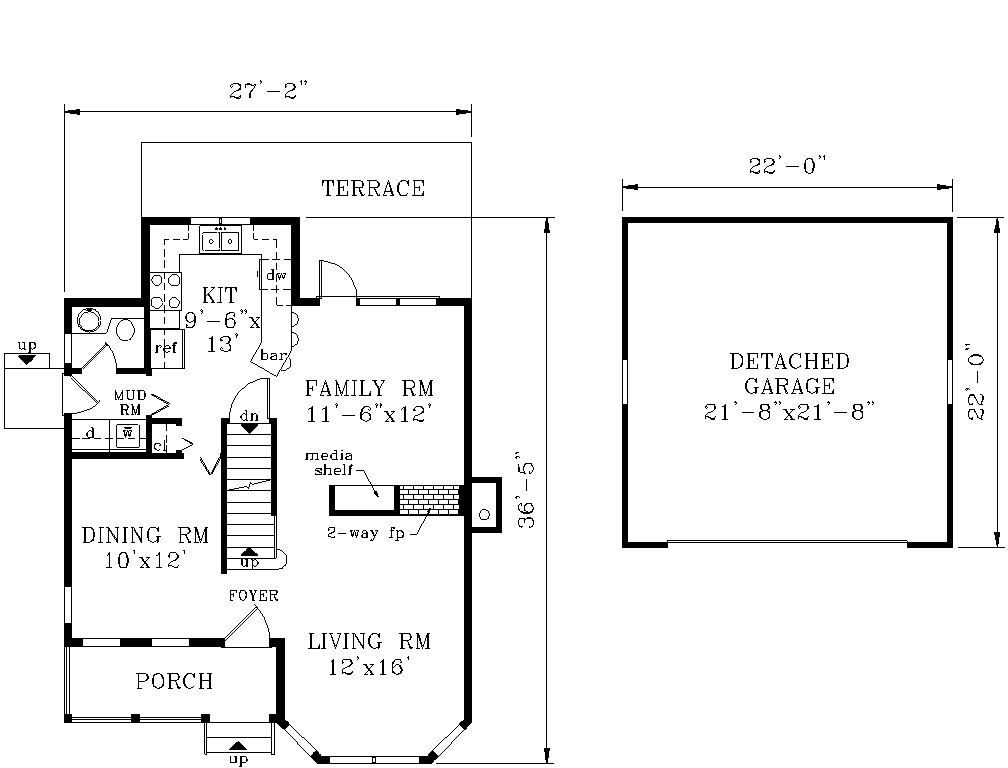 27'-2"
22'-0"
TERRACE
KIT
9'-6"x
13'
dw
ref
bar
up
MUD
RM
d
w
cl
dn
FAMILY RM
11'-6"x12'
media
shelf
2-way fp
36'-5"
DINING RM
10'x12'
up
FOYER
LIVING RM
12'x16'
PORCH
up
DETACHED
GARAGE
21'-8"x21'-8"
22'-0"